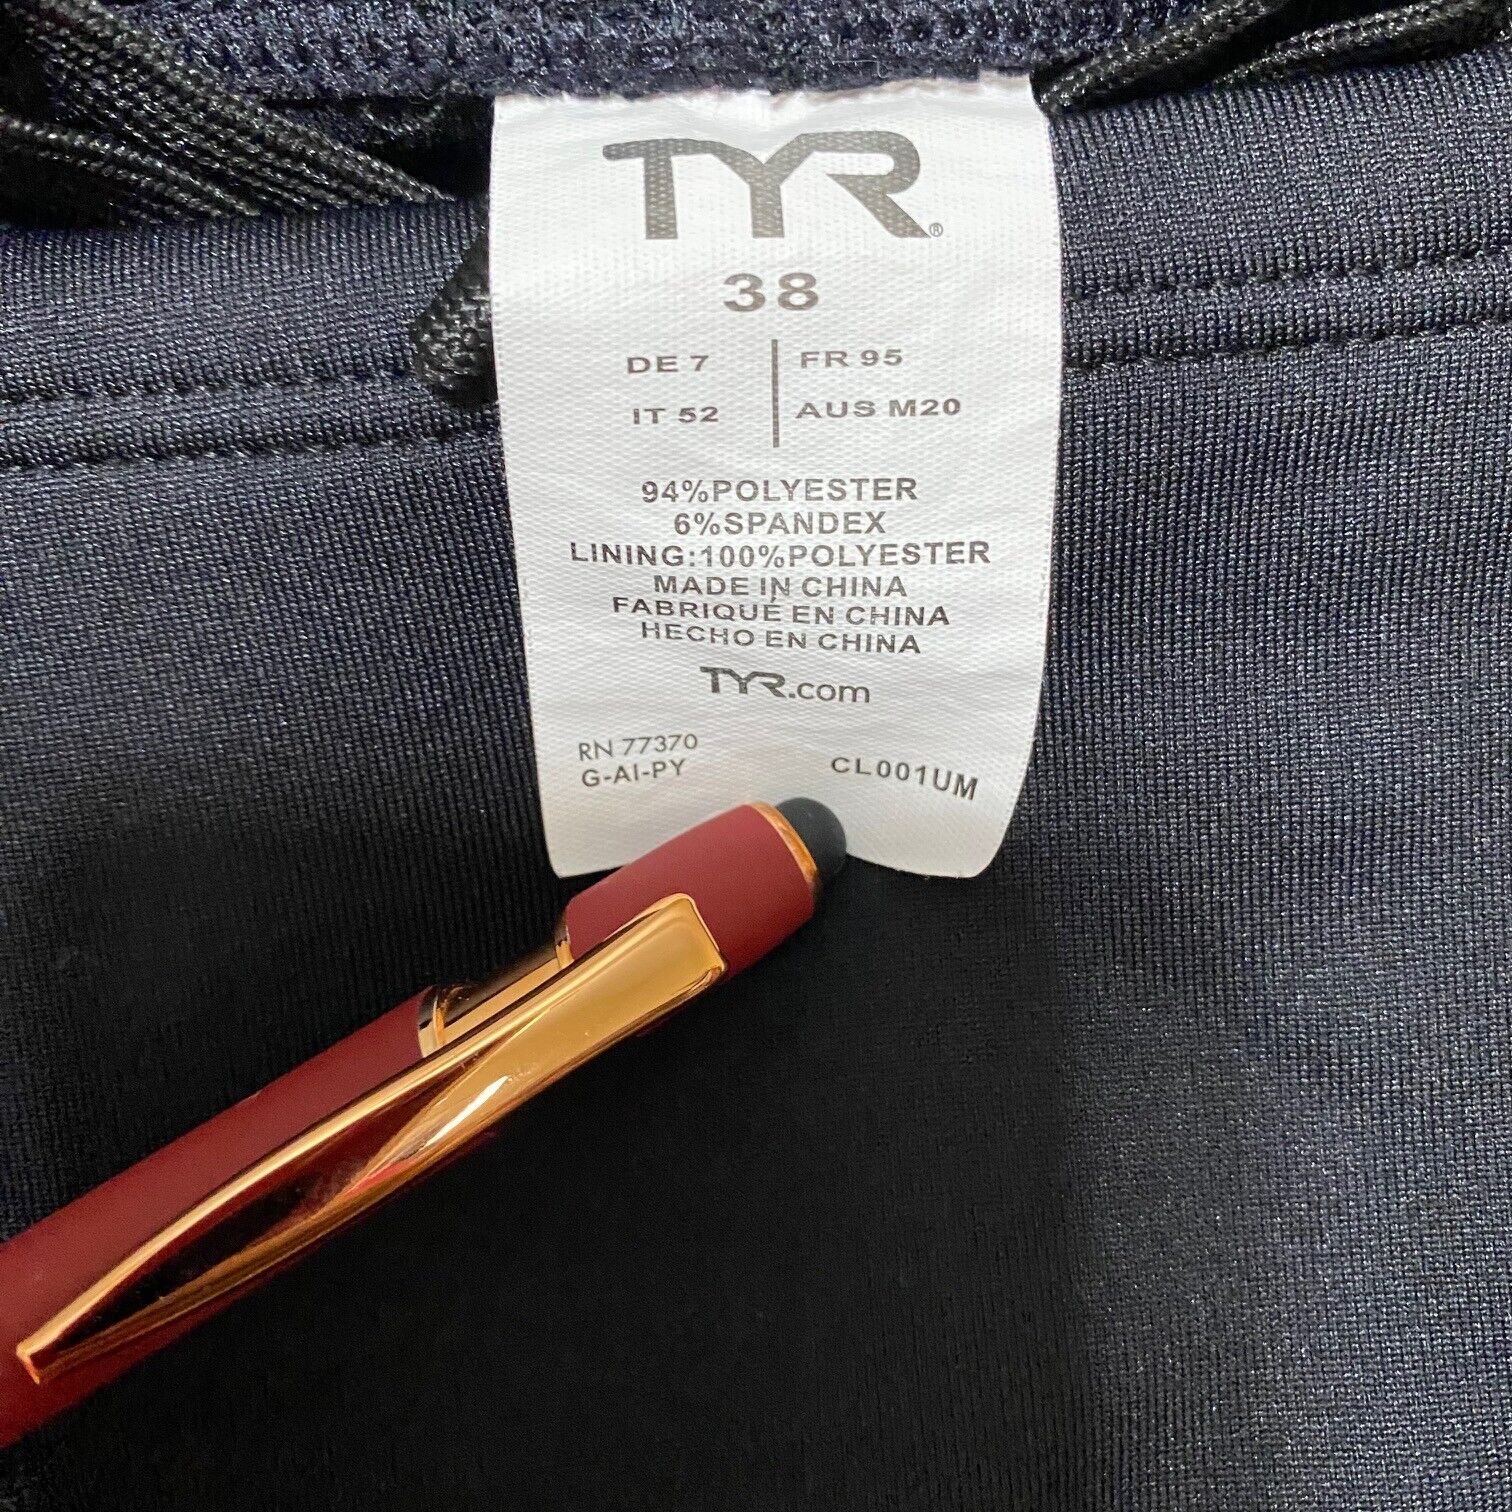 TYR®
38
DE 7 | FR 95
IT 52 | AUS M20
94%POLYESTER
6%SPANDEX
LINING:100%POLYESTER
MADE IN CHINA
FABRIQUÉ EN CHINA
HECHO EN CHINA
TYR.com
RN 77370
G-AI-PY
CL001UM